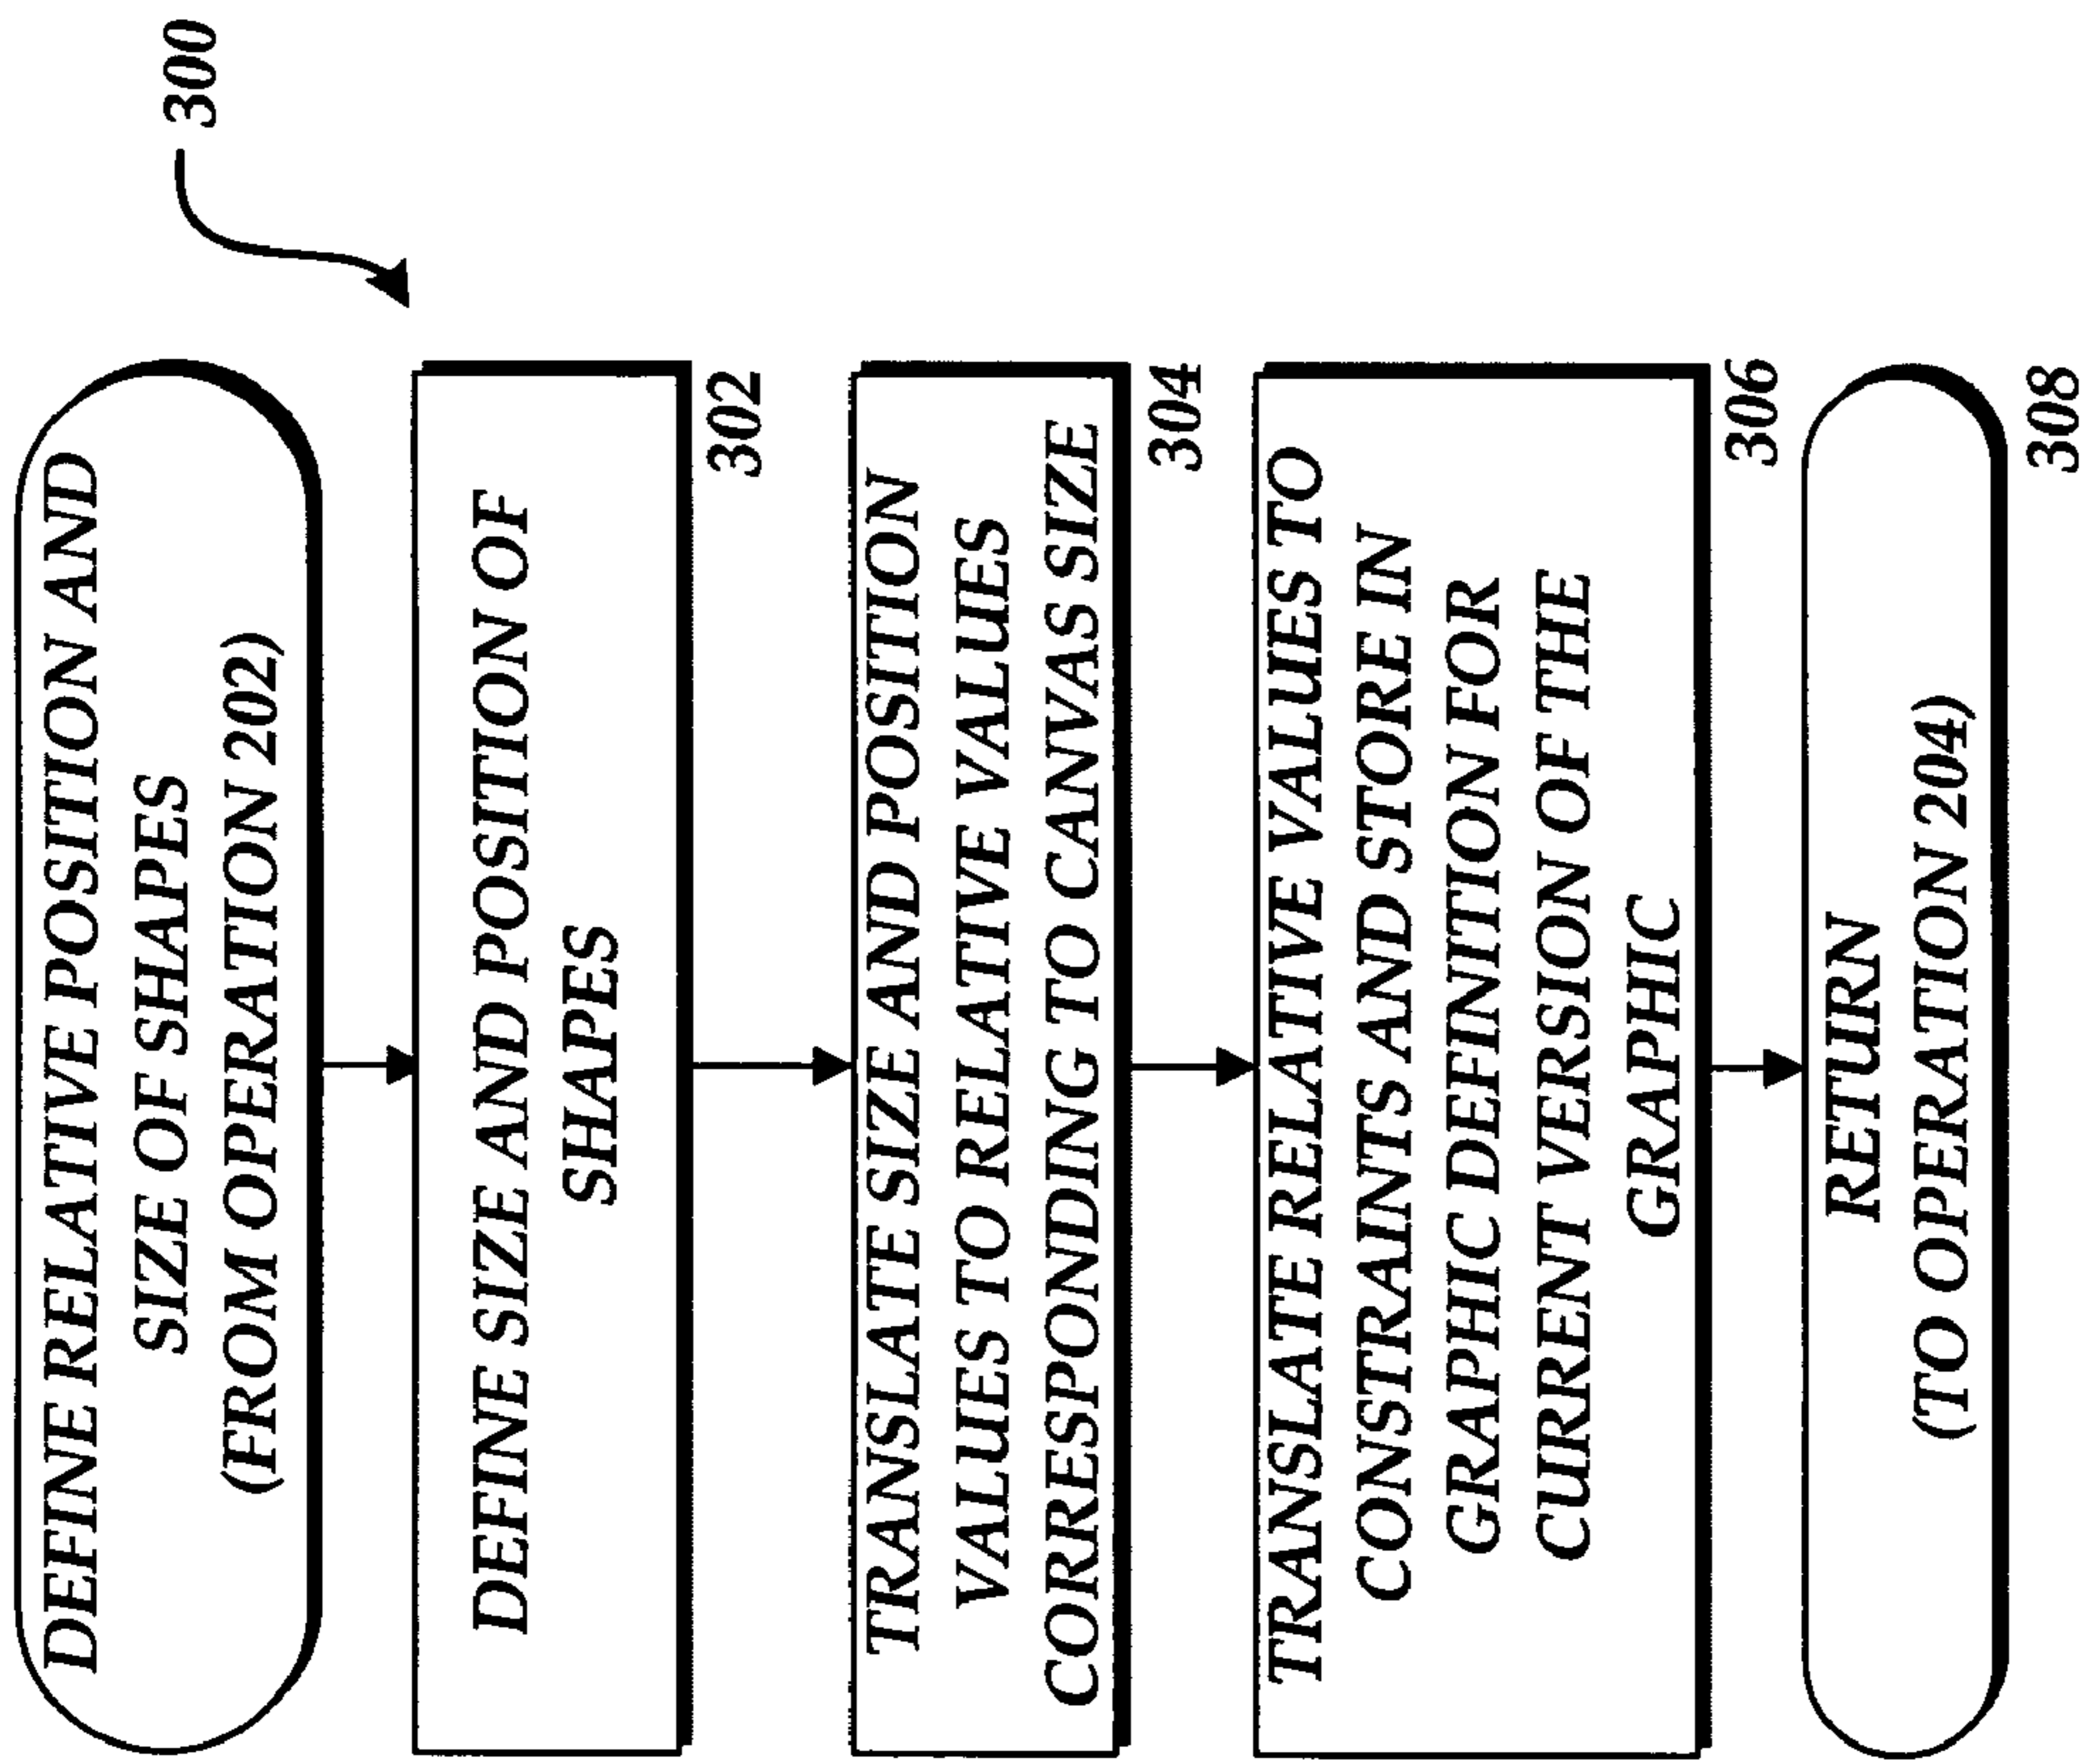 300
DEFINE RELATIVE POSITION AND
SIZE OF SHAPES
(FROM OPERATION 202)
DEFINE SIZE AND POSITION OF
SHAPES
302
TRANSLATE SIZE AND POSITION
VALUES TO RELATIVE VALUES
CORRESPONDING TO CANVAS SIZE
304
TRANSLATE RELATIVE VALUES TO
CONSTRAINTS AND STORE IN
GRAPHIC DEFINITION FOR
CURRENT VERSION OF THE
GRAPHIC
306
RETURN
(TO OPERATION 204)
308